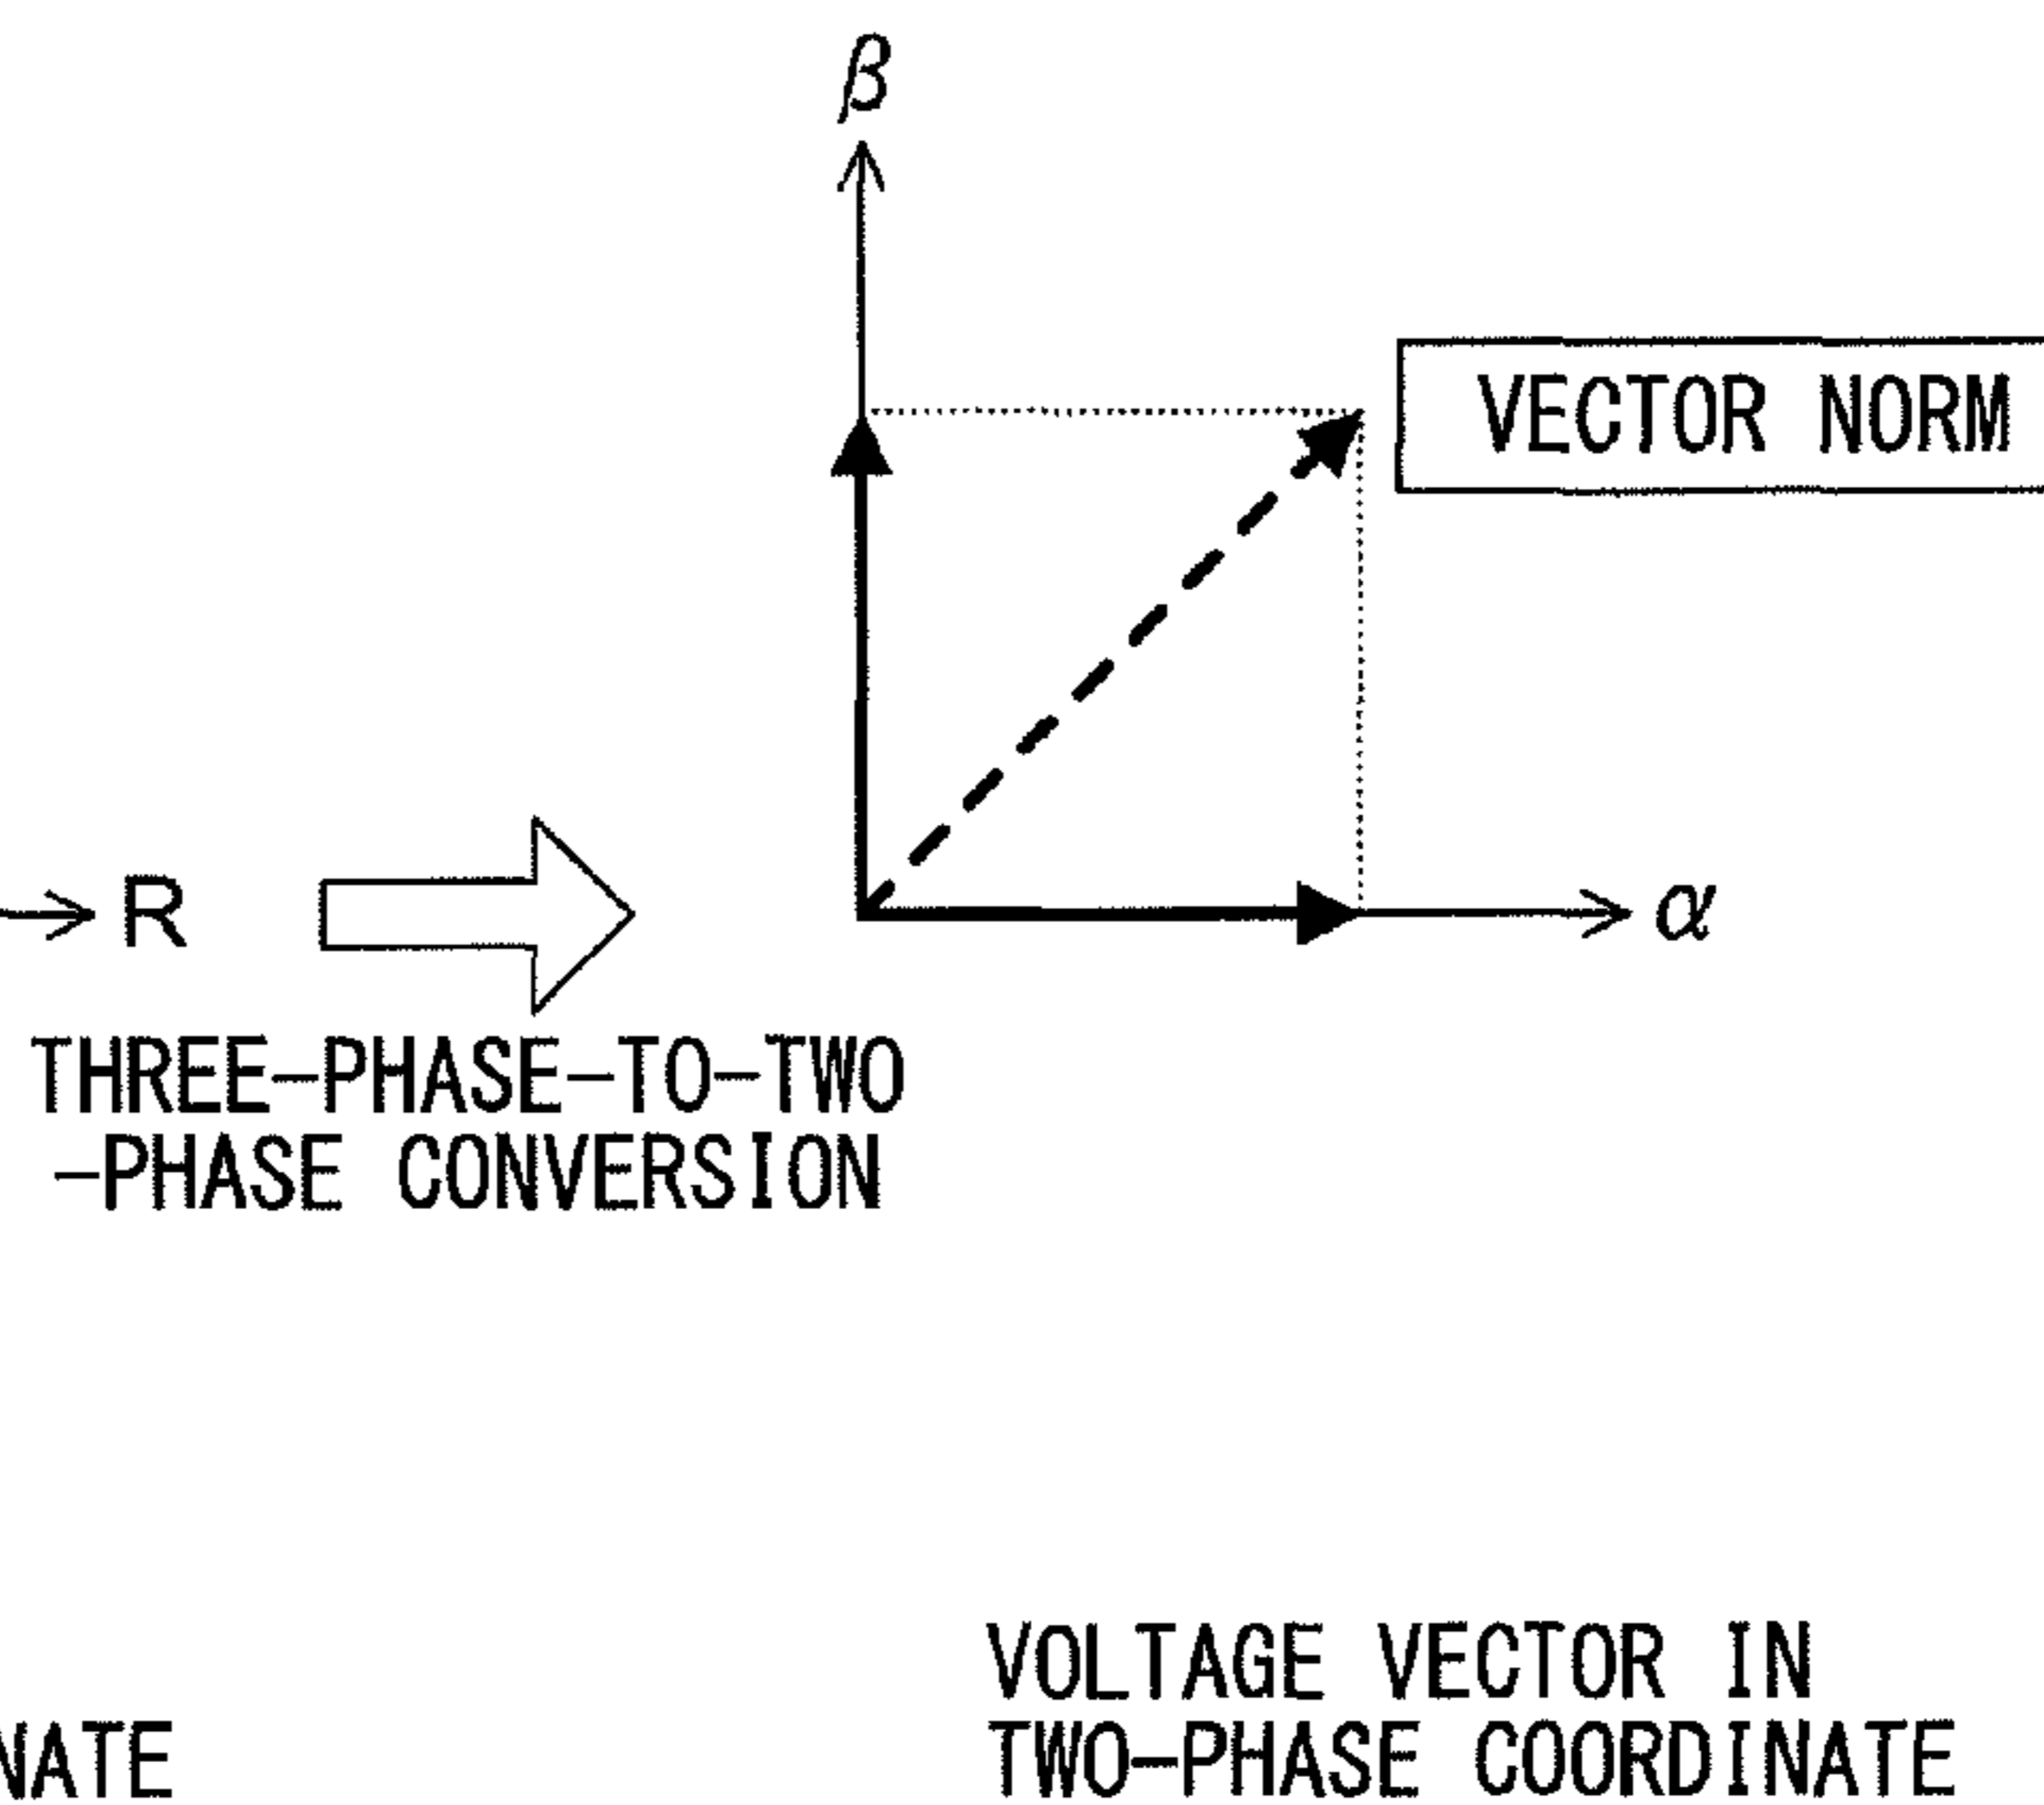 β
VECTOR NORM
R
α
THREE-PHASE-TO-TWO
-PHASE CONVERSION
VOLTAGE VECTOR IN
NATE
TWO-PHASE COORDINATE